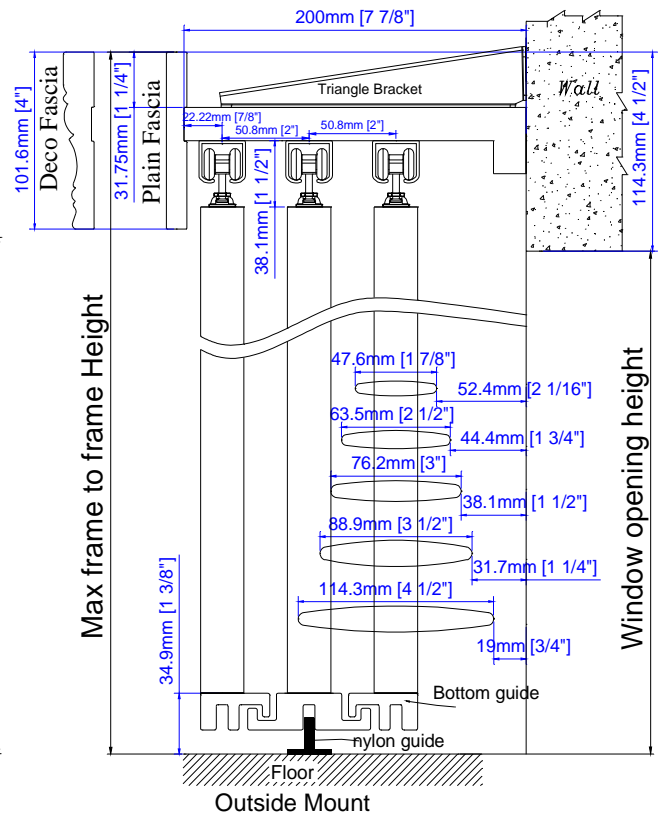 200mm [7 7/8"]
Triangle Bracket
Wall
101.6mm [4"]
Deco Fascia
31.75mm [1 1/4"]
Plain Fascia
114.3mm [4 1/2"]
22.22mm [7/8"]
50.8mm [2"]
50.8mm [2"]
38.1mm [1 1/2"]
Max frame to frame Height
Window opening height
47.6mm [1 7/8"]
52.4mm [2 1/16"]
63.5mm [2 1/2"]
44.4mm [1 3/4"]
76.2mm [3"]
38.1mm [1 1/2"]
88.9mm [3 1/2"]
31.7mm [1 1/4"]
114.3mm [4 1/2"]
19mm [3/4"]
34.9mm [1 3/8"]
Bottom guide
nylon guide
Floor
Outside Mount